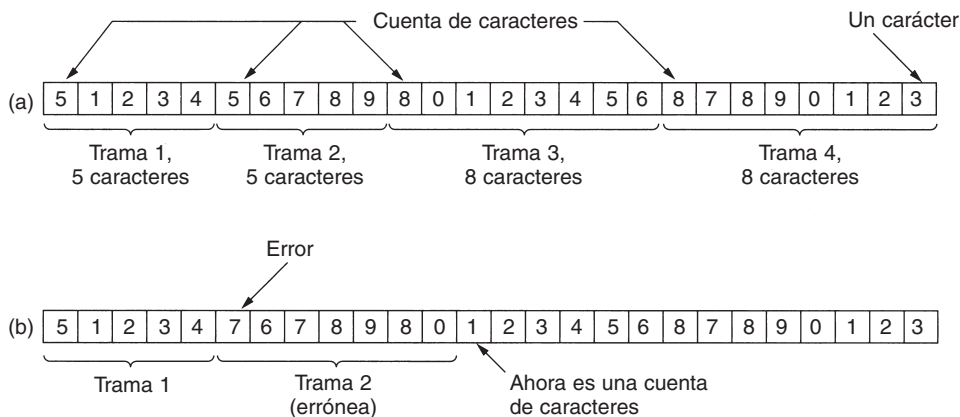 Cuenta de caracteres
Un carácter
(a) 5 1 2 3 4 5 6 7 8 9 8 0 1 2 3 4 5 6 8 7 8 9 0 1 2 3
Trama 1, Trama 2, Trama 3, Trama 4,
5 caracteres 5 caracteres 8 caracteres 8 caracteres
Error
(b) 5 1 2 3 4 7 6 7 8 9 8 0 1 2 3 4 5 6 8 7 8 9 0 1 2 3
Trama 1 Trama 2 Ahora es una cuenta
(errónea) de caracteres